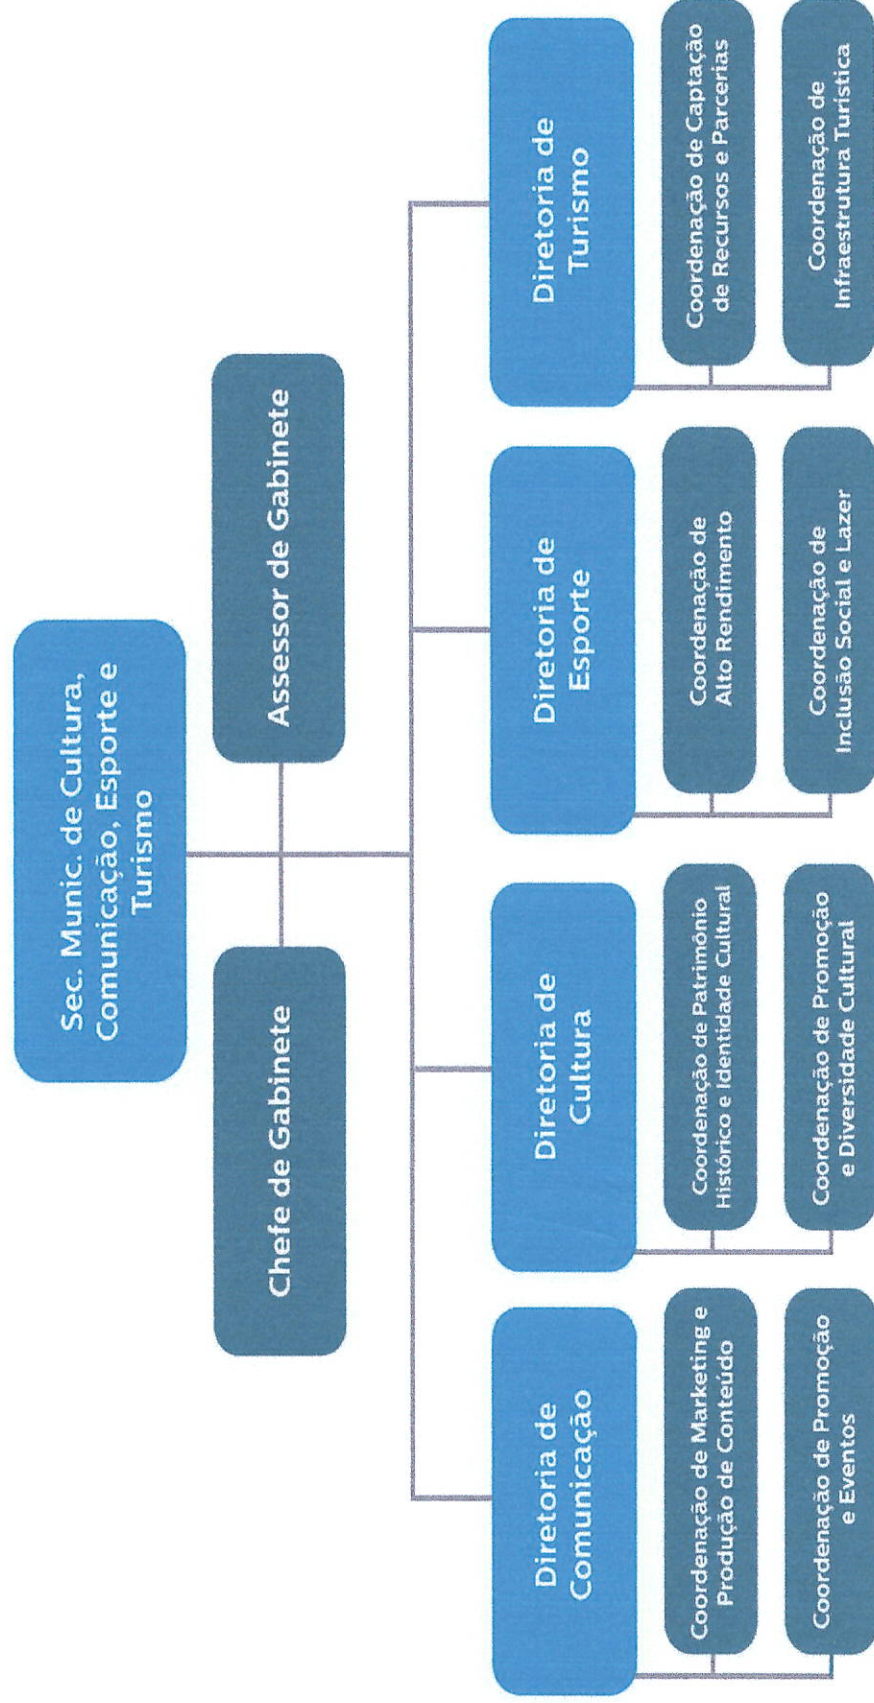 Sec. Munic. de Cultura,
Comunicação, Esporte e
Turismo
Chefe de Gabinete
Assessor de Gabinete
Diretoria de
Comunicação
Coordenação de Marketing e
Produção de Conteúdo
Coordenação de Promoção
e Eventos
Diretoria de
Cultura
Coordenação de Patrimônio
Histórico e Identidade Cultural
Coordenação de Promoção
e Diversidade Cultural
Diretoria de
Esporte
Coordenação de
Alto Rendimento
Coordenação de
Inclusão Social e Lazer
Diretoria de
Turismo
Coordenação de Captação
de Recursos e Parcerias
Coordenação de
Infraestrutura Turística